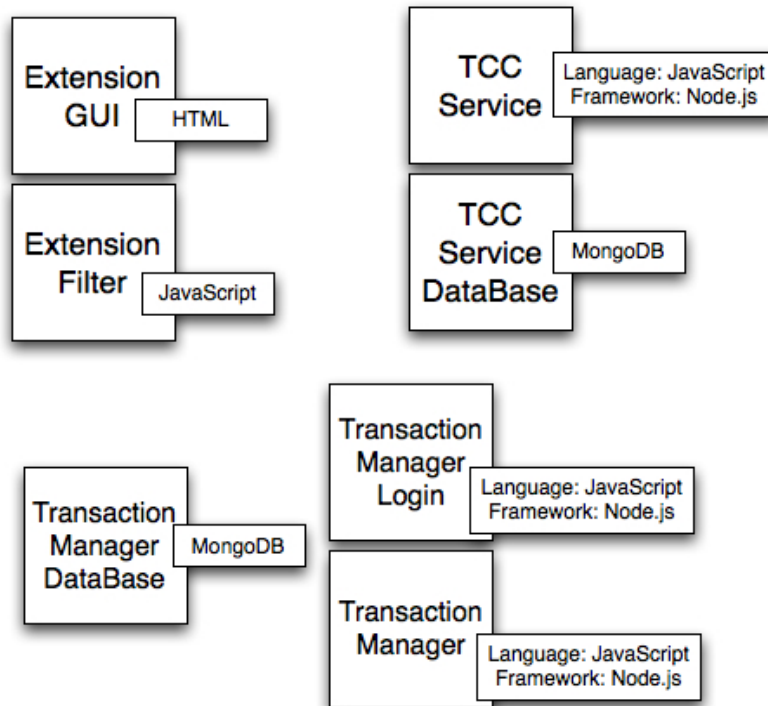 Extension
GUI
HTML
Extension
Filter
JavaScript
TCC
Service
Language: JavaScript
Framework: Node.js
TCC
Service
DataBase
MongoDB
Transaction
Manager
DataBase
MongoDB
Transaction
Manager
Login
Language: JavaScript
Framework: Node.js
Transaction
Manager
Language: JavaScript
Framework: Node.js